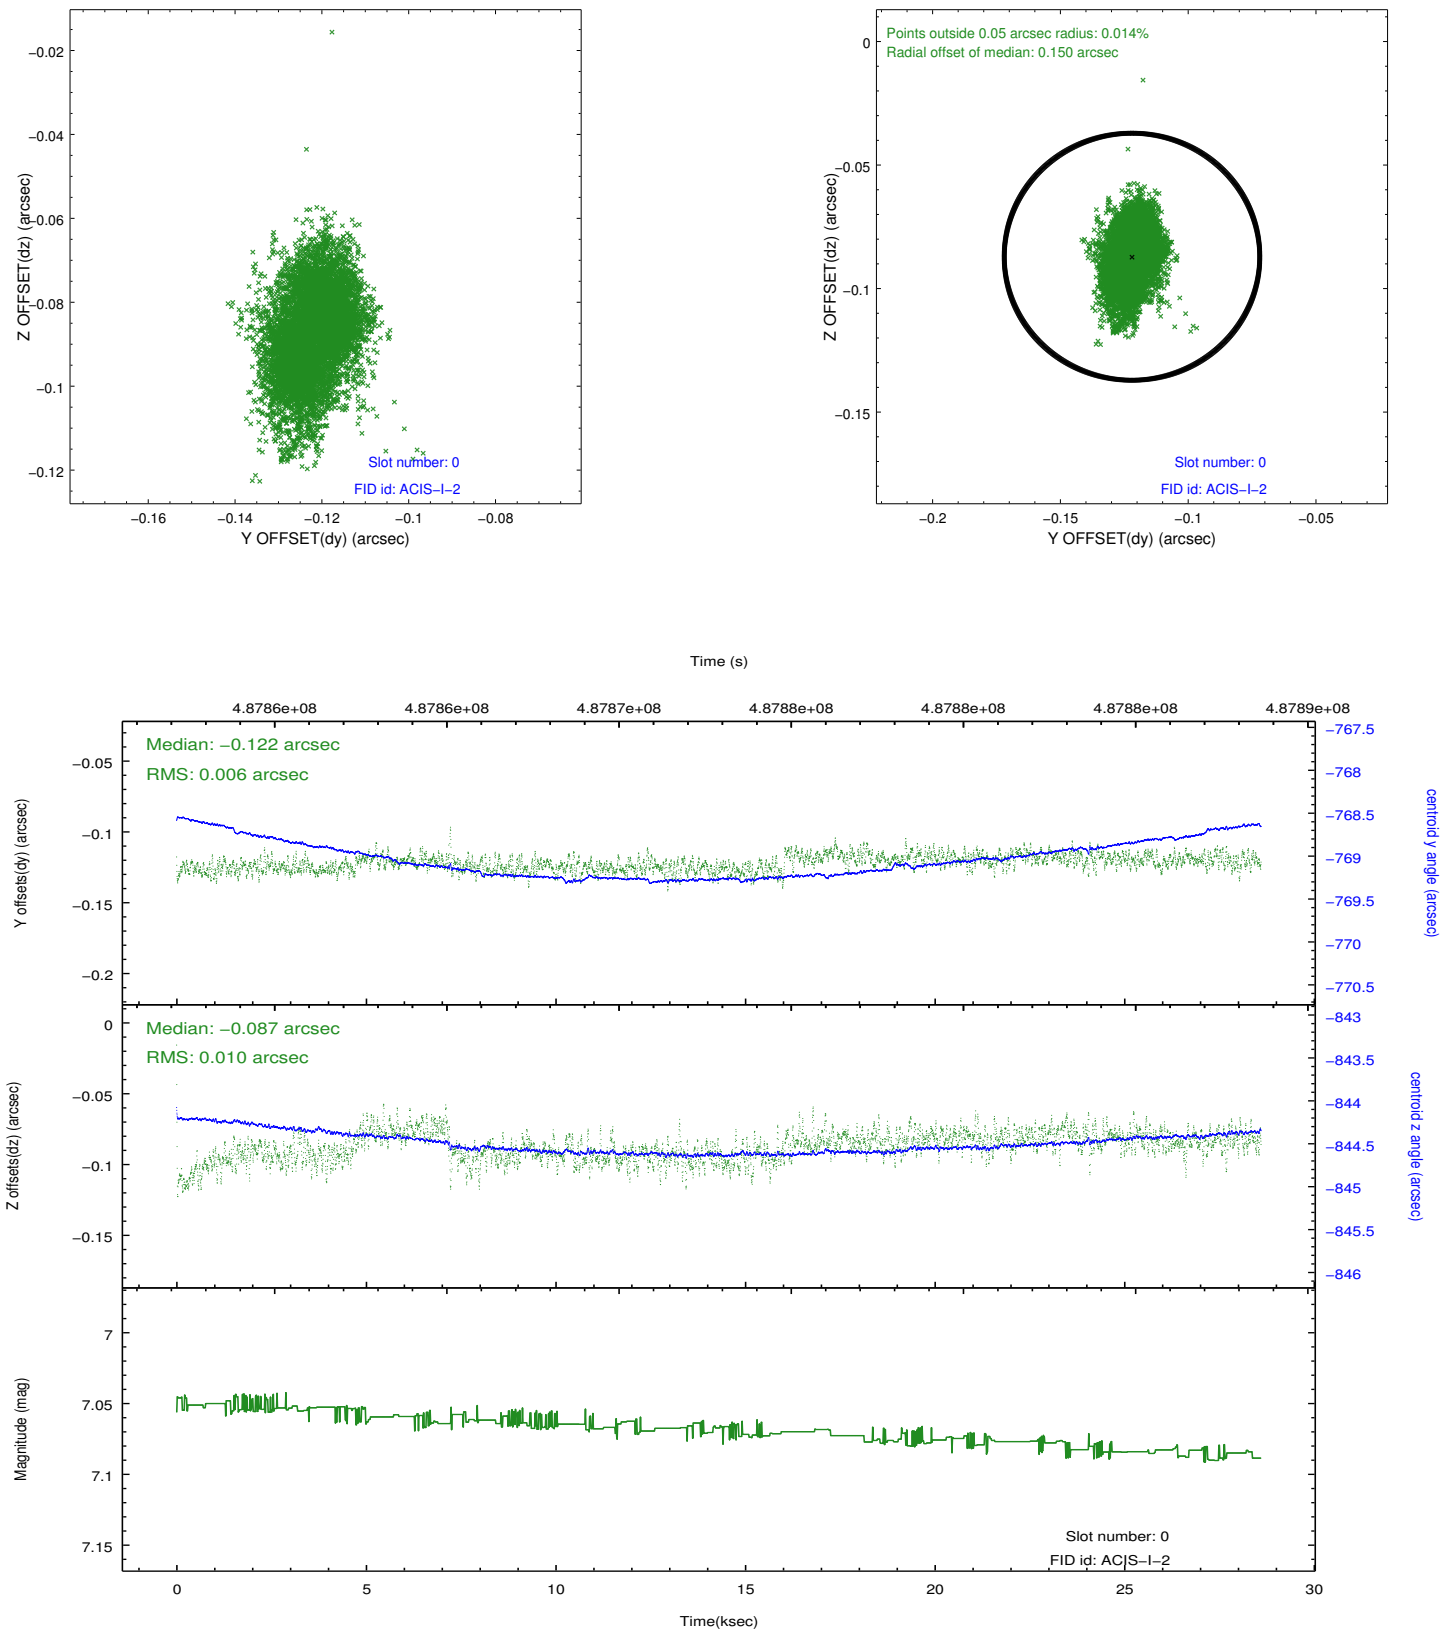 −0.02
−0.04
−0.06
−0.08
−0.1
−0.12
Z OFFSET(dz) (arcsec)
Slot number: 0
FID id: ACIS−I−2
−0.16
−0.14
−0.12
−0.1
−0.08
Y OFFSET(dy) (arcsec)
Points outside 0.05 arcsec radius: 0.014%
Radial offset of median: 0.150 arcsec
0
−0.05
−0.1
−0.15
Z OFFSET(dz) (arcsec)
Slot number: 0
FID id: ACIS−I−2
−0.2
−0.15
−0.1
−0.05
Y OFFSET(dy) (arcsec)
Time (s)
4.8786e+08
4.8786e+08
4.8787e+08
4.8788e+08
4.8788e+08
4.8788e+08
4.8789e+08
Median: −0.122 arcsec
RMS: 0.006 arcsec
−0.05
−0.1
−0.15
−0.2
Y offsets(dy) (arcsec)
−767.5
−768
−768.5
−769
−769.5
−770
−770.5
centroid y angle (arcsec)
Median: −0.087 arcsec
RMS: 0.010 arcsec
0
−0.05
−0.1
−0.15
Z offsets(dz) (arcsec)
−843
−843.5
−844
−844.5
−845
−845.5
−846
centroid z angle (arcsec)
7
7.05
7.1
7.15
Magnitude (mag)
Slot number: 0
FID id: ACIS−I−2
0
5
10
15
20
25
30
Time(ksec)